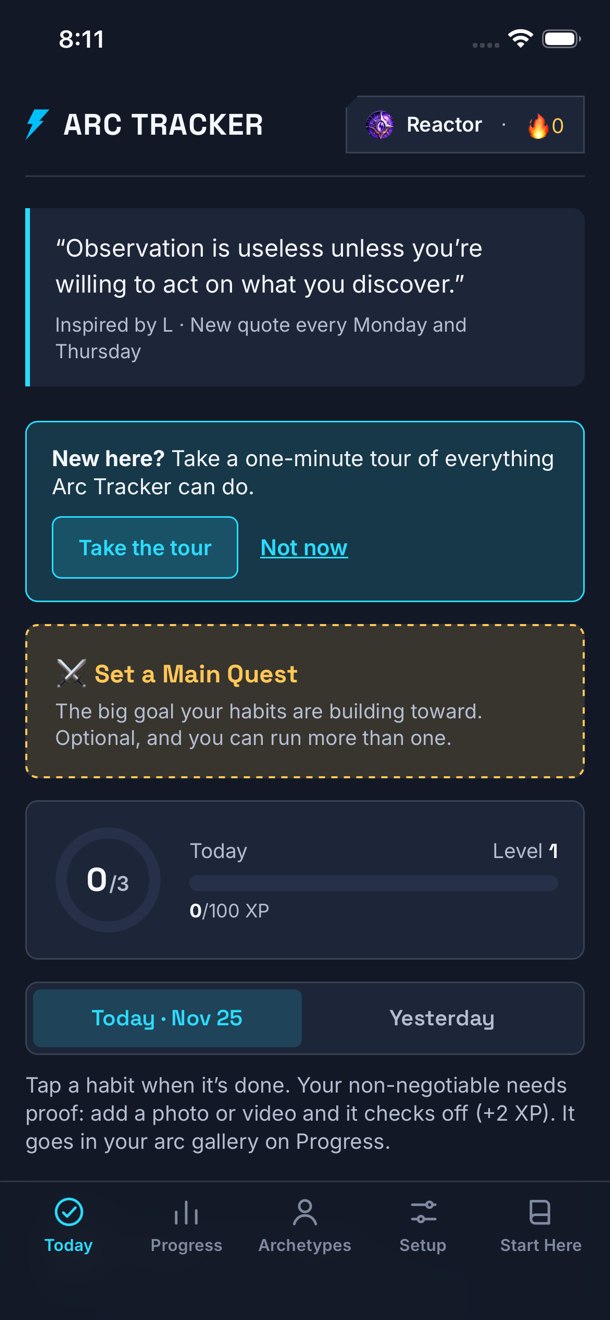 8:11
ARC TRACKER
Reactor · 🔥0
“Observation is useless unless you’re
willing to act on what you discover.”
Inspired by L · New quote every Monday and
Thursday
New here? Take a one-minute tour of everything
Arc Tracker can do.
Take the tour
Not now
⚔️ Set a Main Quest
The big goal your habits are building toward.
Optional, and you can run more than one.
0/3
Today
Level 1
0/100 XP
Today · Nov 25
Yesterday
Tap a habit when it’s done. Your non-negotiable needs
proof: add a photo or video and it checks off (+2 XP). It
goes in your arc gallery on Progress.
Today
Progress
Archetypes
Setup
Start Here